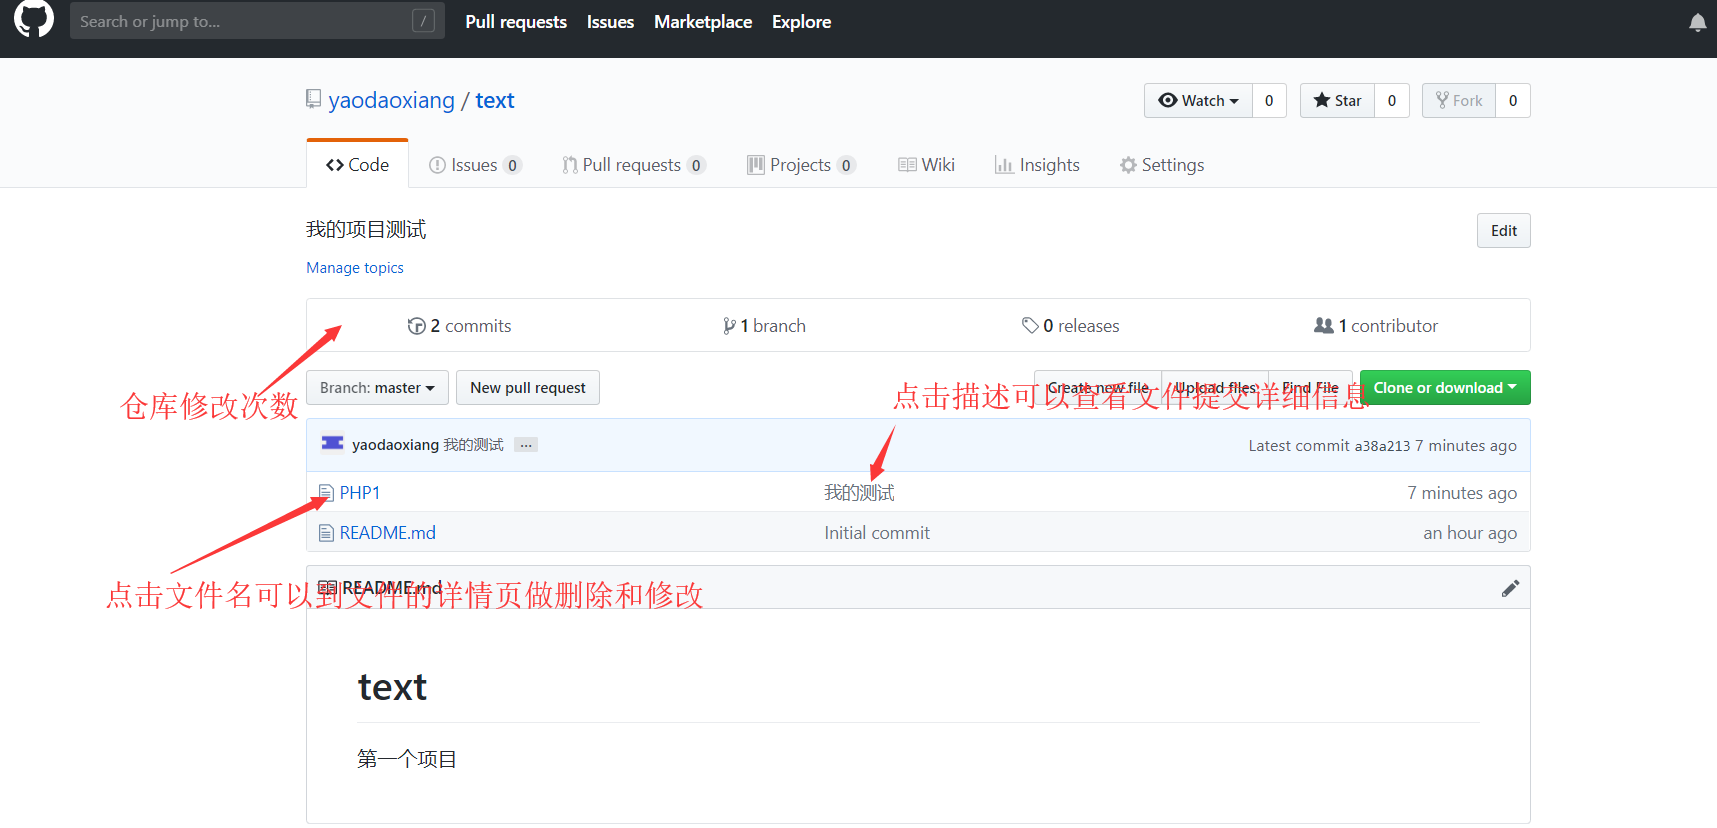 Search or jump to... /
Pull requests Issues Marketplace Explore
yaodaoxiang / text
Watch 0 Star 0 Fork 0
Code Issues 0 Pull requests 0 Projects 0 Wiki Insights Settings
我的项目测试
Edit
Manage topics
2 commits 1 branch 0 releases 1 contributor
仓库修改次数
Branch: master New pull request Create new file Upload files Find File Clone or download
点击描述可以查看文件提交详细信息
yaodaoxiang 我的测试 ... Latest commit a38a213 7 minutes ago
PHP1 我的测试 7 minutes ago
README.md Initial commit an hour ago
README.md
点击文件名可以到文件的详情页做删除和修改
text
第一个项目